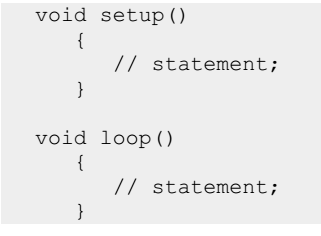 void setup()
{
// statement;
}
void loop()
{
// statement;
}